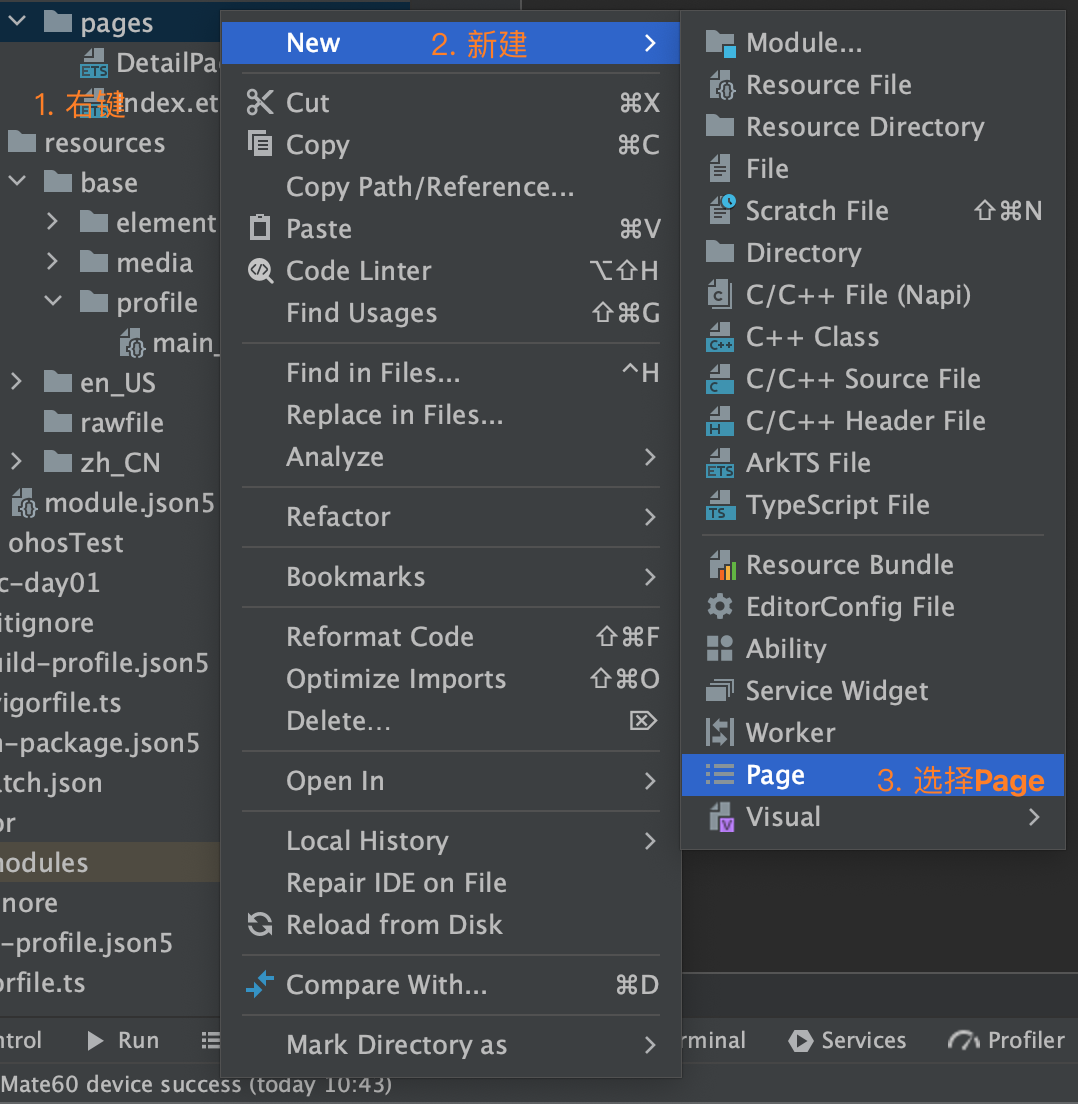 pages
DetailPa
1. 右键
ndex.et
resources
base
element
media
profile
main_
en_US
rawfile
zh_CN
module.json5
ohosTest
c-day01
itignore
ild-profile.json5
igorfile.ts
-package.json5
tch.json
or
odules
nore
-profile.json5
orfile.ts
New 2. 新建
Cut ⌘X
Copy ⌘C
Copy Path/Reference...
Paste ⌘V
Code Linter ⌥⇧H
Find Usages ⇧⌘G
Find in Files... ^H
Replace in Files...
Analyze
Refactor
Bookmarks
Reformat Code ⇧⌘F
Optimize Imports ⇧⌘O
Delete... ⌦
Open In
Local History
Repair IDE on File
Reload from Disk
Compare With... ⌘D
Mark Directory as
Module...
Resource File
Resource Directory
File
Scratch File ⇧⌘N
Directory
C/C++ File (Napi)
C++ Class
C/C++ Source File
C/C++ Header File
ArkTS File
TypeScript File
Resource Bundle
EditorConfig File
Ability
Service Widget
Worker
Page 3. 选择Page
Visual
ntrol Run rminal Services Profiler
Mate60 device success (today 10:43)